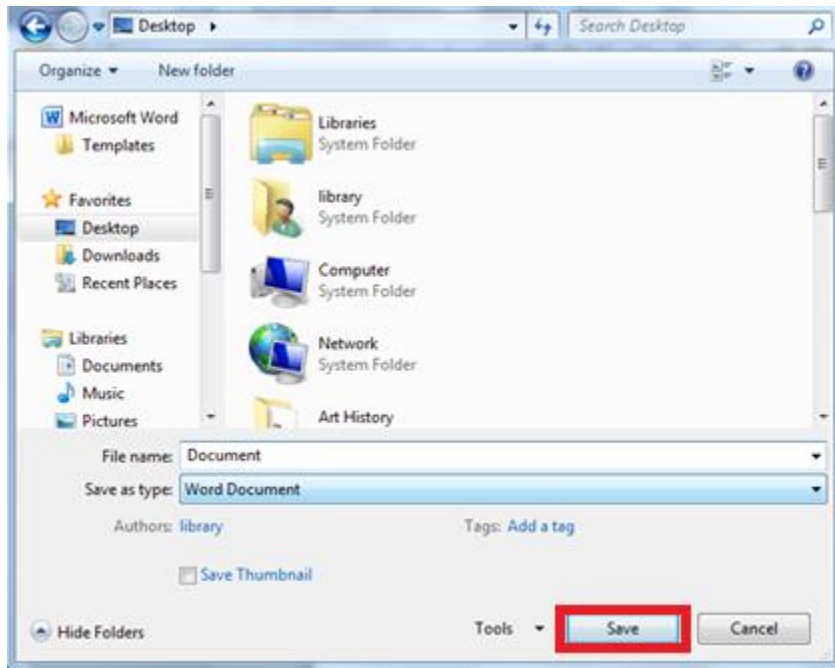 Desktop
Search Desktop
Organize
New folder
Microsoft Word
Templates
Favorites
Desktop
Downloads
Recent Places
Libraries
Documents
Music
Pictures
Libraries
System Folder
library
System Folder
Computer
System Folder
Network
System Folder
Art History
File name: Document
Save as type: Word Document
Authors: library
Tags: Add a tag
Save Thumbnail
Hide Folders
Tools
Save
Cancel